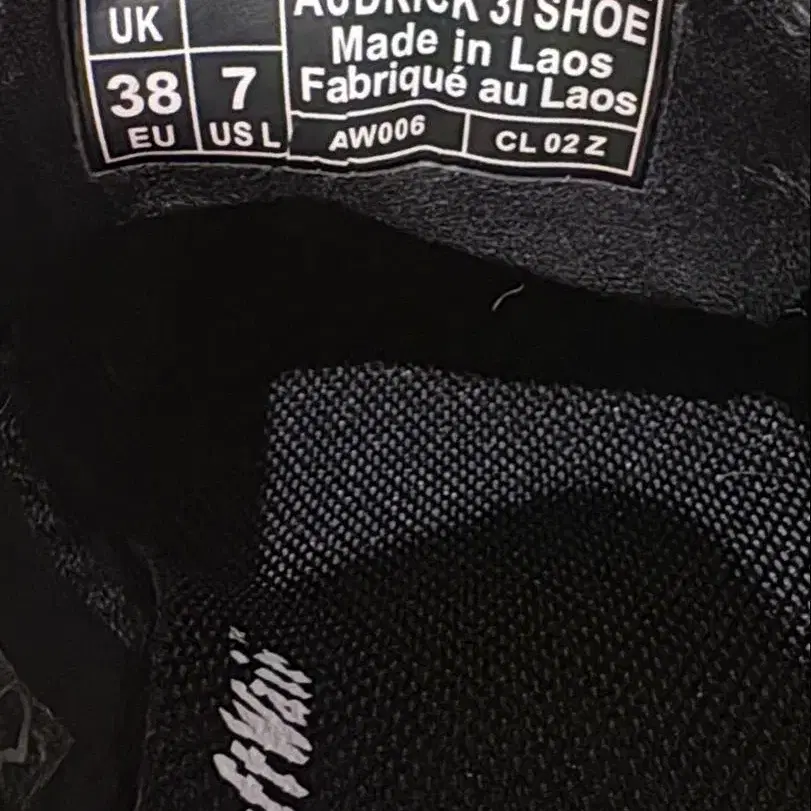 AUDRICK 3I SHOE
UK
Made in Laos
38 7
Fabriqué au Laos
EU US L
AW006 CL 02 Z